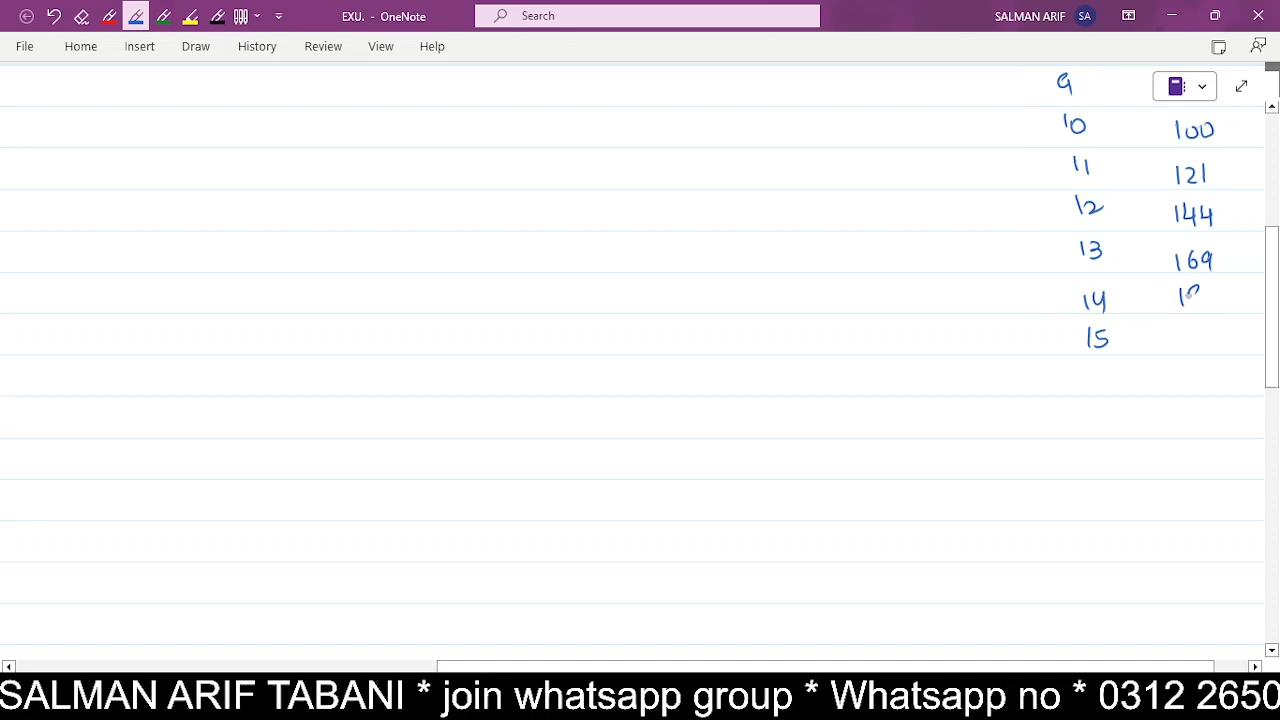 EXU. - OneNote
Search
SALMAN ARIF SA
File Home Insert Draw History Review View Help
9
10 100
11 121
12 144
13 169
14
15
SALMAN ARIF TABANI * join whatsapp group * Whatsapp no * 0312 2650